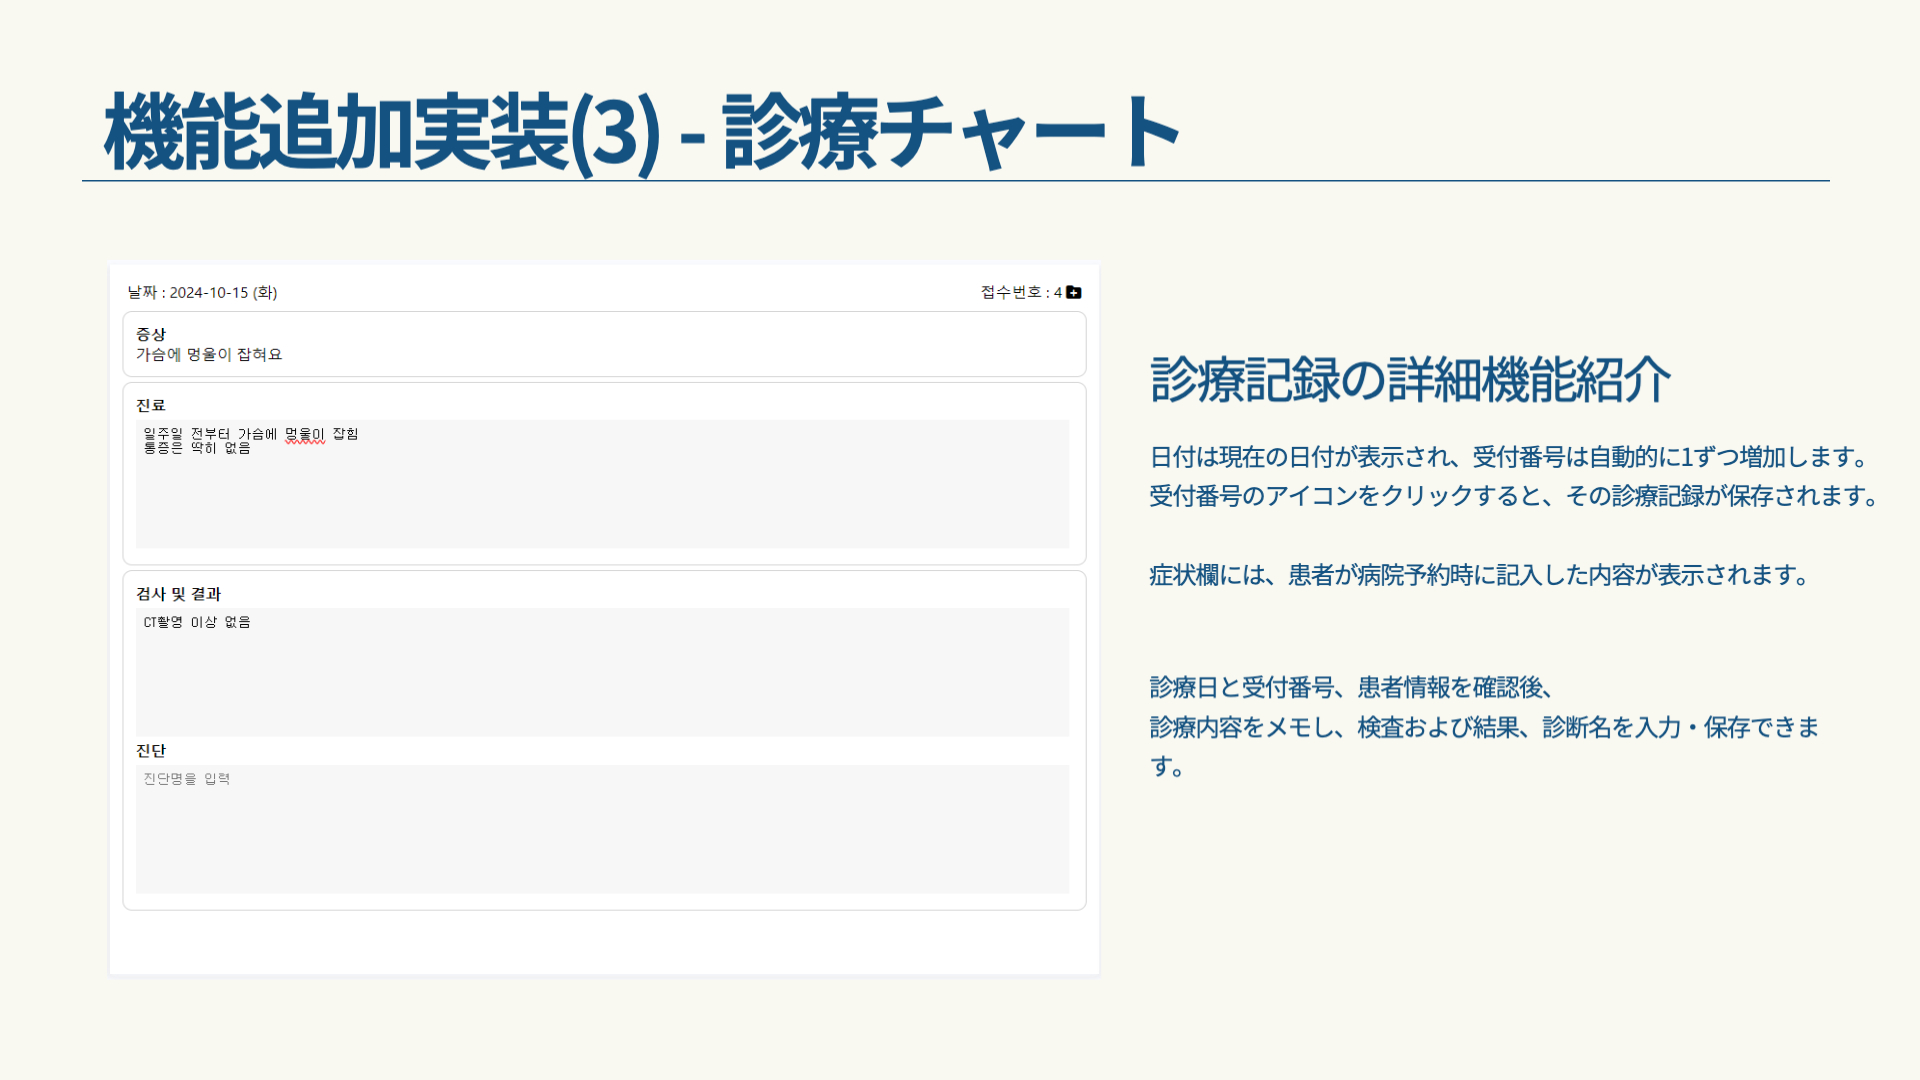 機能追加実装(3) - 診療チャート
날짜 : 2024-10-15 (화)
접수번호 : 4
증상
가슴에 멍울이 잡혀요
진료
일주일 전부터 가슴에 멍울이 잡힘
통증은 딱히 없음
검사 및 결과
CT촬영 이상 없음
진단
진단명을 입력
診療記録の詳細機能紹介
日付は現在の日付が表示され、受付番号は自動的に1ずつ増加します。
受付番号のアイコンをクリックすると、その診療記録が保存されます。
症状欄には、患者が病院予約時に記入した内容が表示されます。
診療日と受付番号、患者情報を確認後、
診療内容をメモし、検査および結果、診断名を入力・保存できま
す。